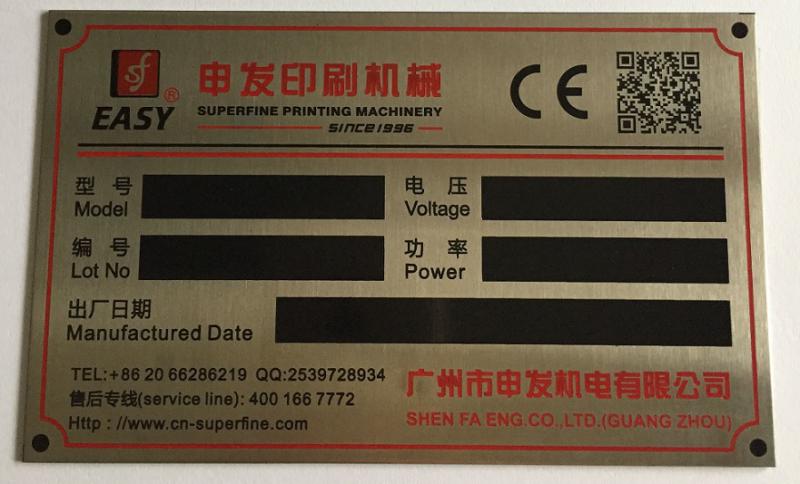 sf
EASY®
申发印刷机械
SUPERFINE PRINTING MACHINERY
SINCE1996
CE
型号
Model
电压
Voltage
编号
Lot No
功率
Power
出厂日期
Manufactured Date
TEL:+86 20 66286219 QQ:2539728934
售后专线(service line): 400 166 7772
Http : //www.cn-superfine.com
广州市申发机电有限公司
SHEN FA ENG.CO.,LTD.(GUANG ZHOU)